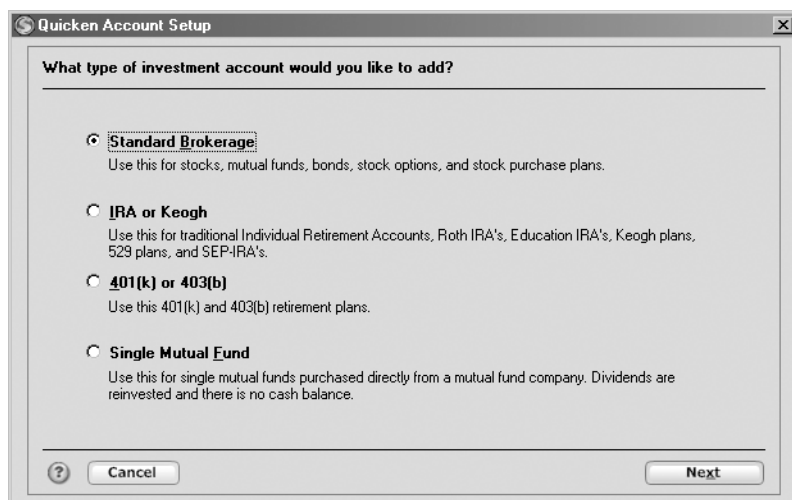 Quicken Account Setup
What type of investment account would you like to add?
Standard Brokerage
Use this for stocks, mutual funds, bonds, stock options, and stock purchase plans.
IRA or Keogh
Use this for traditional Individual Retirement Accounts, Roth IRA's, Education IRA's, Keogh plans,
529 plans, and SEP-IRA's.
401(k) or 403(b)
Use this 401(k) and 403(b) retirement plans.
Single Mutual Fund
Use this for single mutual funds purchased directly from a mutual fund company. Dividends are
reinvested and there is no cash balance.
? Cancel Next